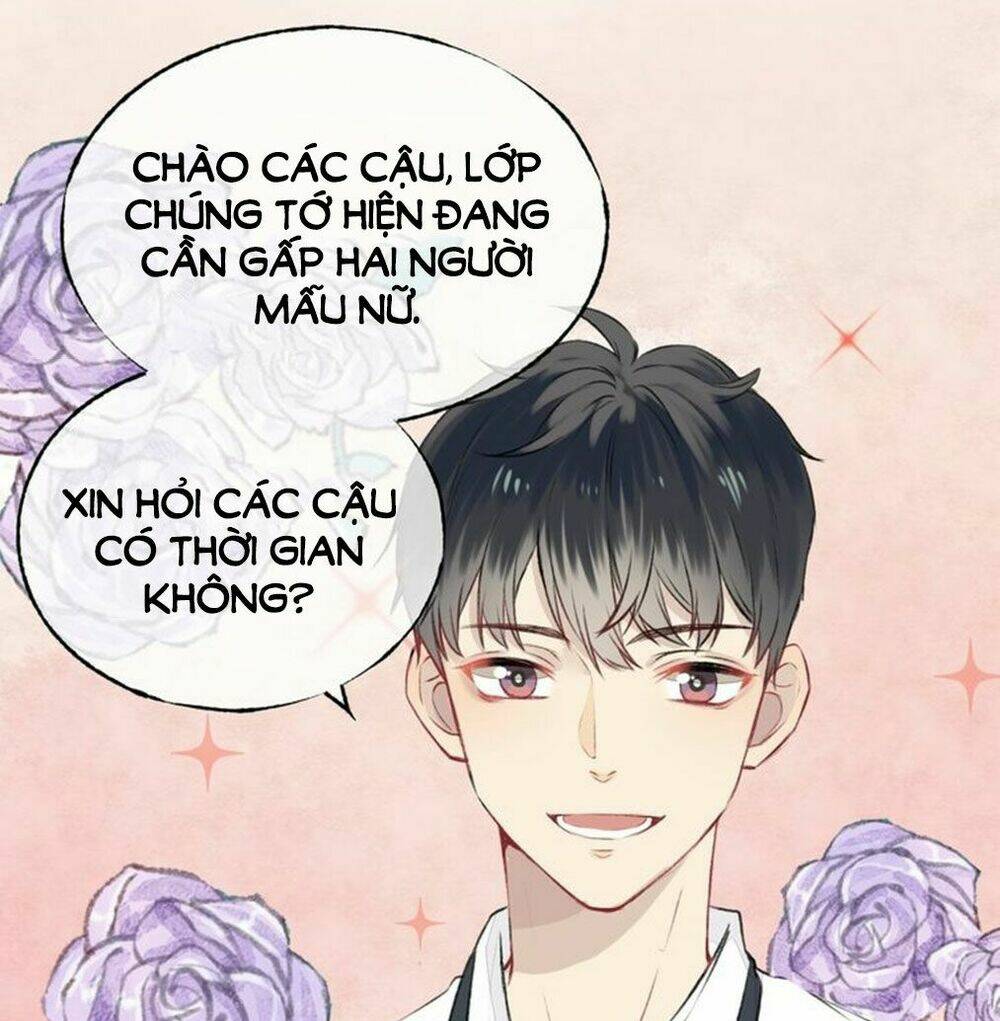 CHÀO CÁC CẬU, LỚP
CHÚNG TỚ HIỆN ĐANG
CẦN GẤP HAI NGƯỜI
MẪU NỮ.
XIN HỎI CÁC CẬU
CÓ THỜI GIAN
KHÔNG?